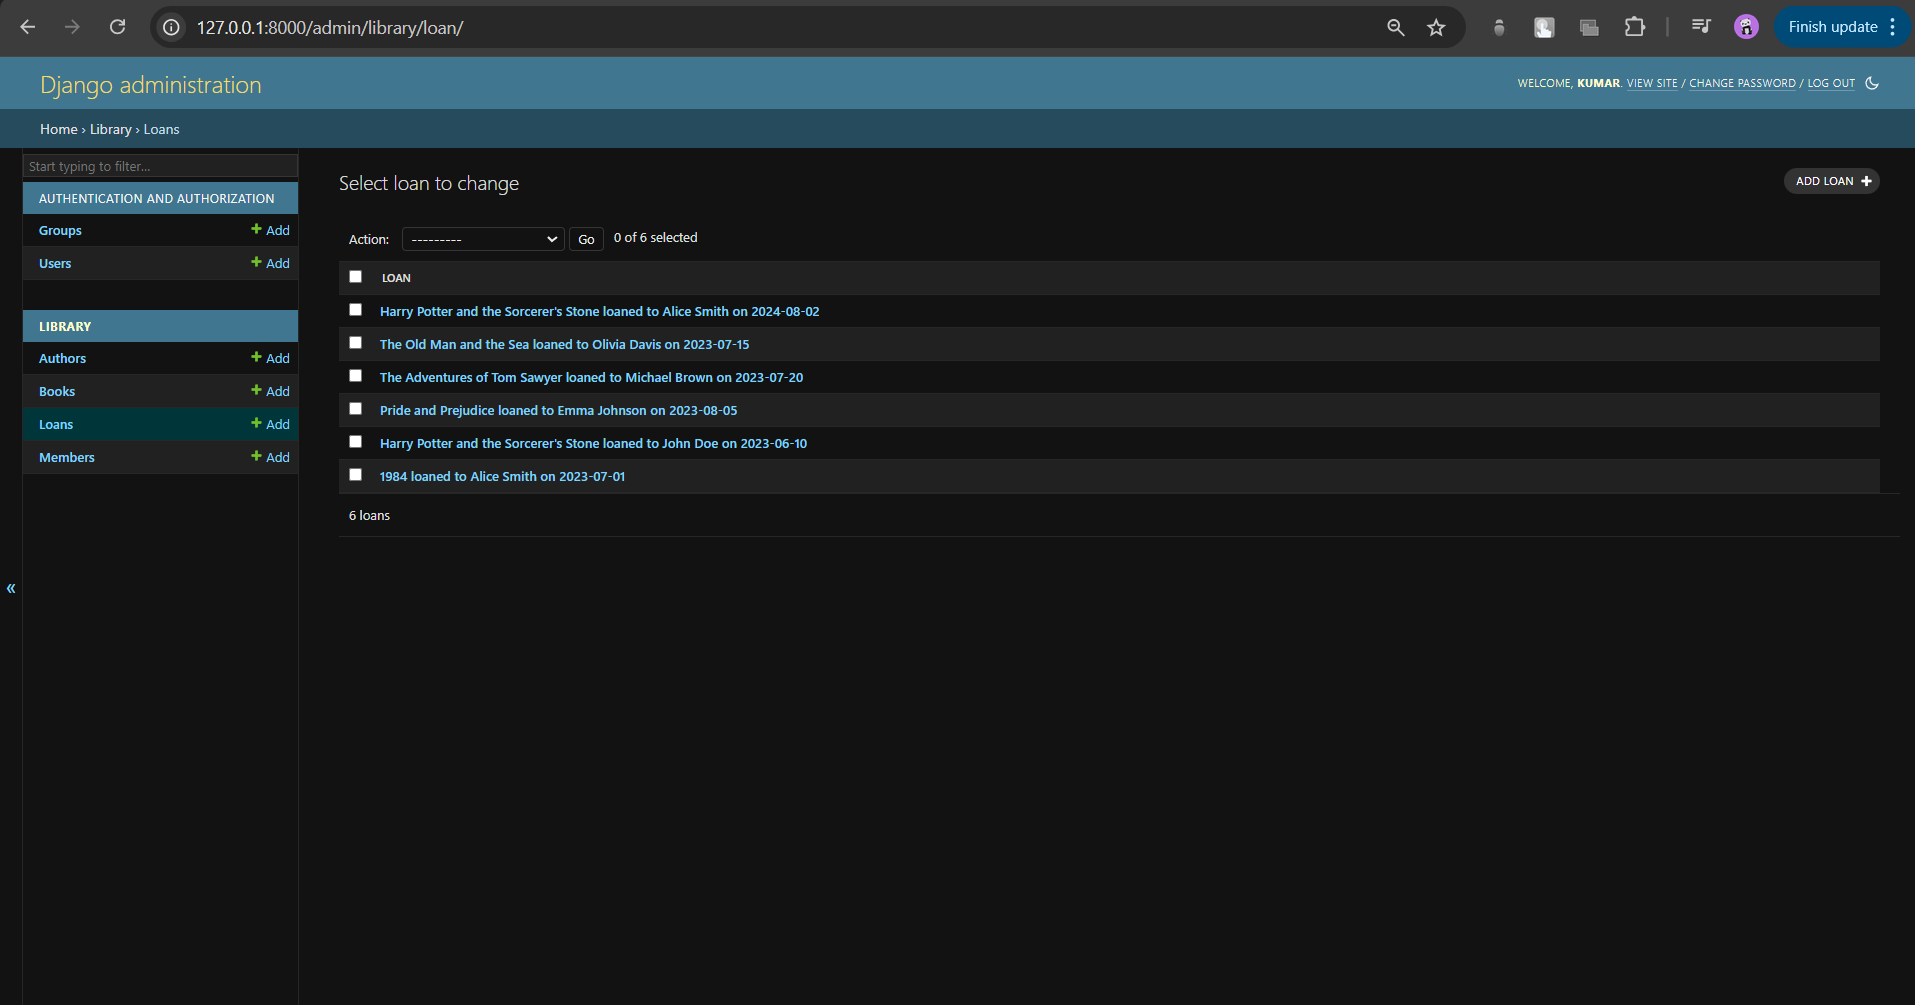 127.0.0.1:8000/admin/library/loan/
Finish update
Django administration
WELCOME, KUMAR. VIEW SITE / CHANGE PASSWORD / LOG OUT
Home › Library › Loans
Start typing to filter...
AUTHENTICATION AND AUTHORIZATION
Groups + Add
Users + Add
LIBRARY
Authors + Add
Books + Add
Loans + Add
Members + Add
«
Select loan to change
ADD LOAN +
Action: --------- Go 0 of 6 selected
LOAN
Harry Potter and the Sorcerer's Stone loaned to Alice Smith on 2024-08-02
The Old Man and the Sea loaned to Olivia Davis on 2023-07-15
The Adventures of Tom Sawyer loaned to Michael Brown on 2023-07-20
Pride and Prejudice loaned to Emma Johnson on 2023-08-05
Harry Potter and the Sorcerer's Stone loaned to John Doe on 2023-06-10
1984 loaned to Alice Smith on 2023-07-01
6 loans